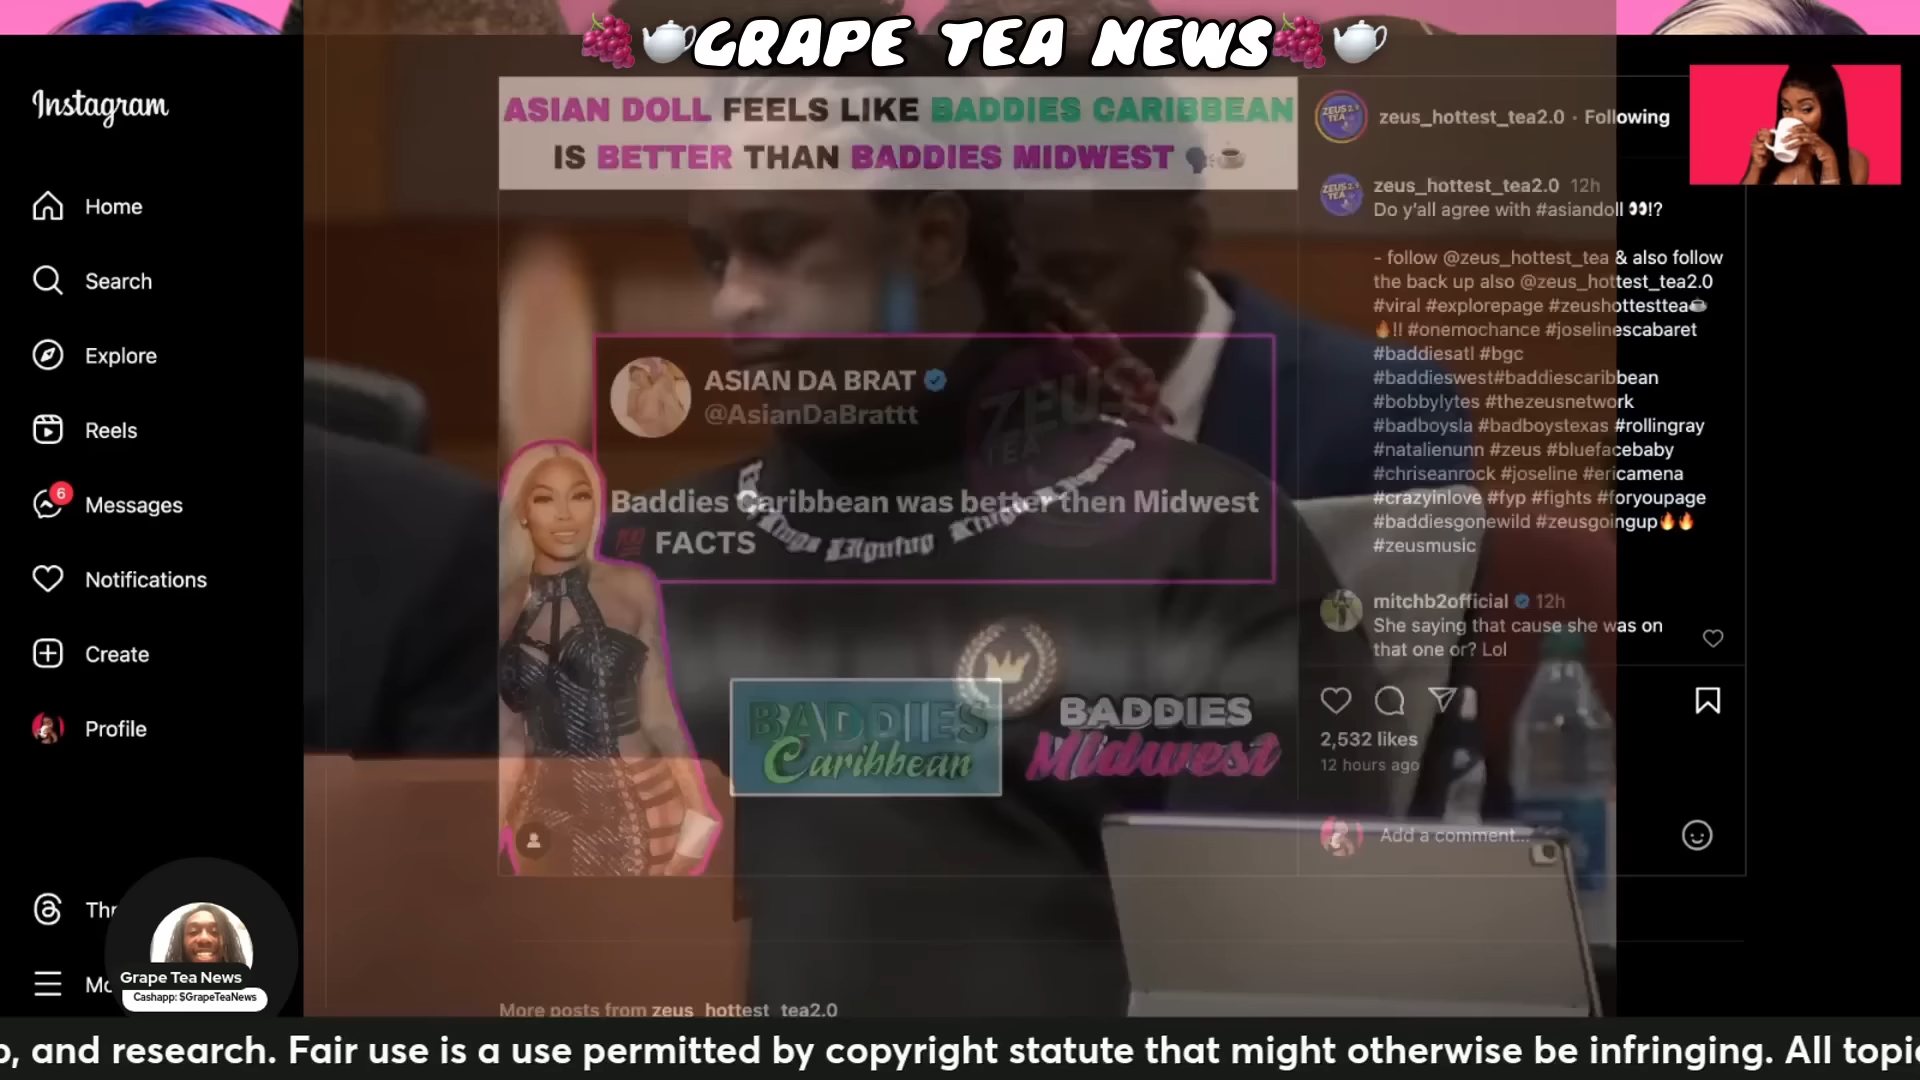 GRAPE TEA NEWS
Instagram
Home
Search
Explore
Reels
6
Messages
Notifications
Create
Profile
Thr
Mo
Grape Tea News
Cashapp: $GrapeTeaNews
ASIAN DOLL FEELS LIKE BADDIES CARIBBEAN
IS BETTER THAN BADDIES MIDWEST 🗣️☕
ASIAN DA BRAT
@AsianDaBrattt
ZEUS
TEA
Baddies Caribbean was better then Midwest
💯 FACTS
BADDIES
Caribbean
BADDIES
Midwest
zeus_hottest_tea2.0 · Following
zeus_hottest_tea2.0 12h
Do y'all agree with #asiandoll 👀!?
- follow @zeus_hottest_tea & also follow
the back up also @zeus_hottest_tea2.0
#viral #explorepage #zeushottesttea☕
🔥!! #onemochance #joselinescabaret
#baddiesatl #bgc
#baddieswest#baddiescaribbean
#bobbylytes #thezeusnetwork
#badboysla #badboystexas #rollingray
#natalienunn #zeus #bluefacebaby
#chriseanrock #joseline #ericamena
#crazyinlove #fyp #fights #foryoupage
#baddiesgonewild #zeusgoingup🔥🔥
#zeusmusic
mitchb2official 12h
She saying that cause she was on
that one or? Lol
2,532 likes
12 hours ago
Add a comment...
More posts from zeus_hottest_tea2.0
p, and research. Fair use is a use permitted by copyright statute that might otherwise be infringing. All topic